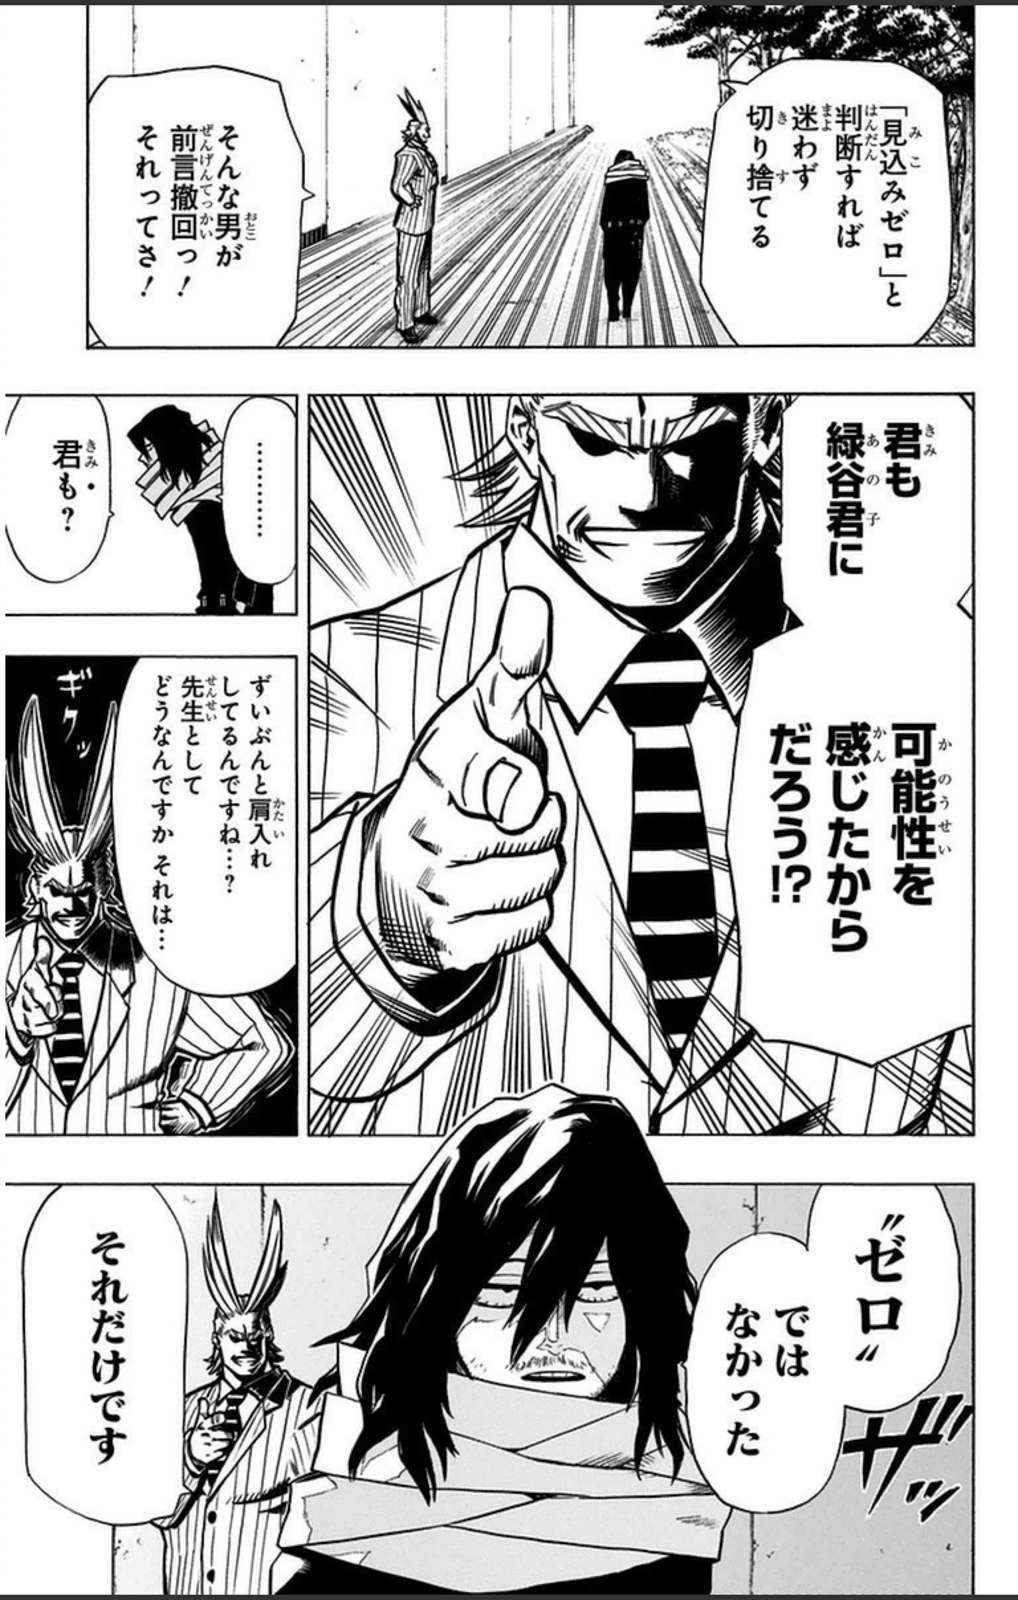 「見込みゼロ」と
判断すれば
迷わず
切り捨てる
そんな男が
前言撤回っ！
それってさ！
君も
緑谷君に
可能性を
感じたから
だろう！？
…………
君も？
ギクッ
ずいぶんと肩入れ
してるんですね…？
先生として
どうなんですか それは…
〝ゼロ〟
では
なかった
ザッ
それだけです